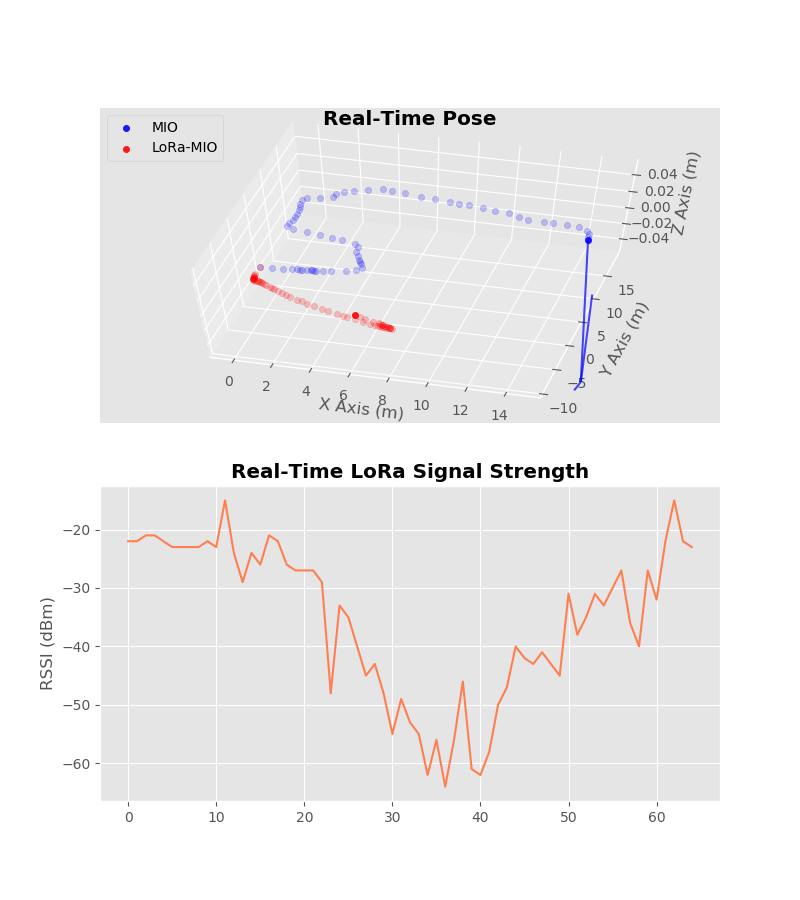 Real-Time Pose
MIO
LoRa-MIO
0.04
0.02
0.00
−0.02
−0.04
Z Axis (m)
15
10
5
0
−5
−10
Y Axis (m)
0
2
4
6
8
10
12
14
X Axis (m)
Real-Time LoRa Signal Strength
−20
−30
−40
−50
−60
RSSI (dBm)
0 10 20 30 40 50 60